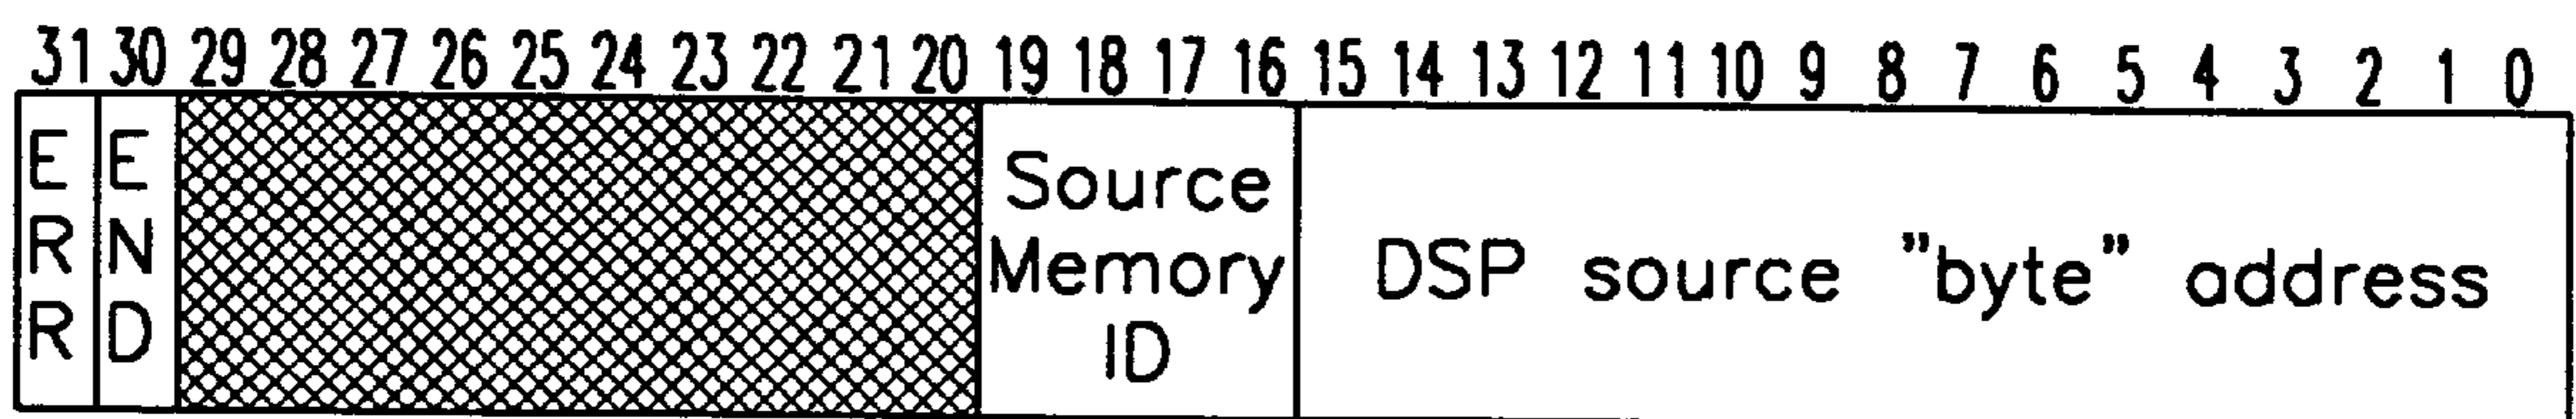 31 30 29 28 27 26 25 24 23 22 21 20 19 18 17 16 15 14 13 12 11 10 9 8 7 6 5 4 3 2 1 0
ERR
END
Source
Memory
ID
DSP source "byte" address